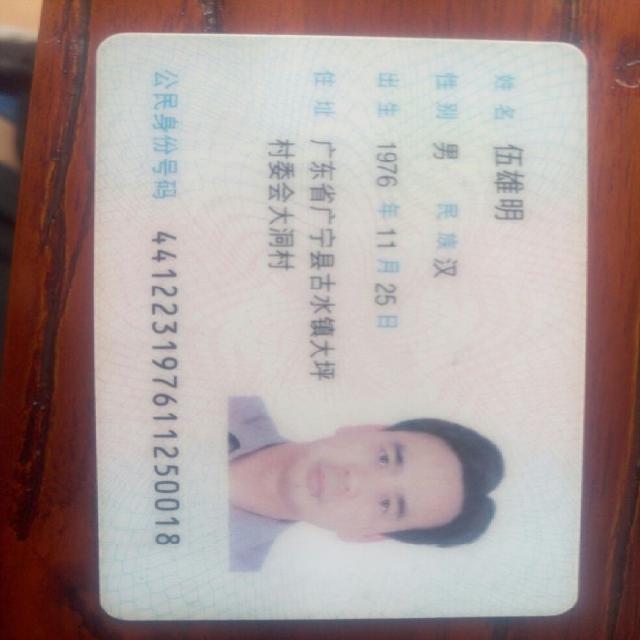 姓名 伍雄明
性别 男 民族 汉
出生 1976 年 11 月 25 日
住址 广东省广宁县古水镇大坪
村委会大洞村
公民身份号码 441223197611250018